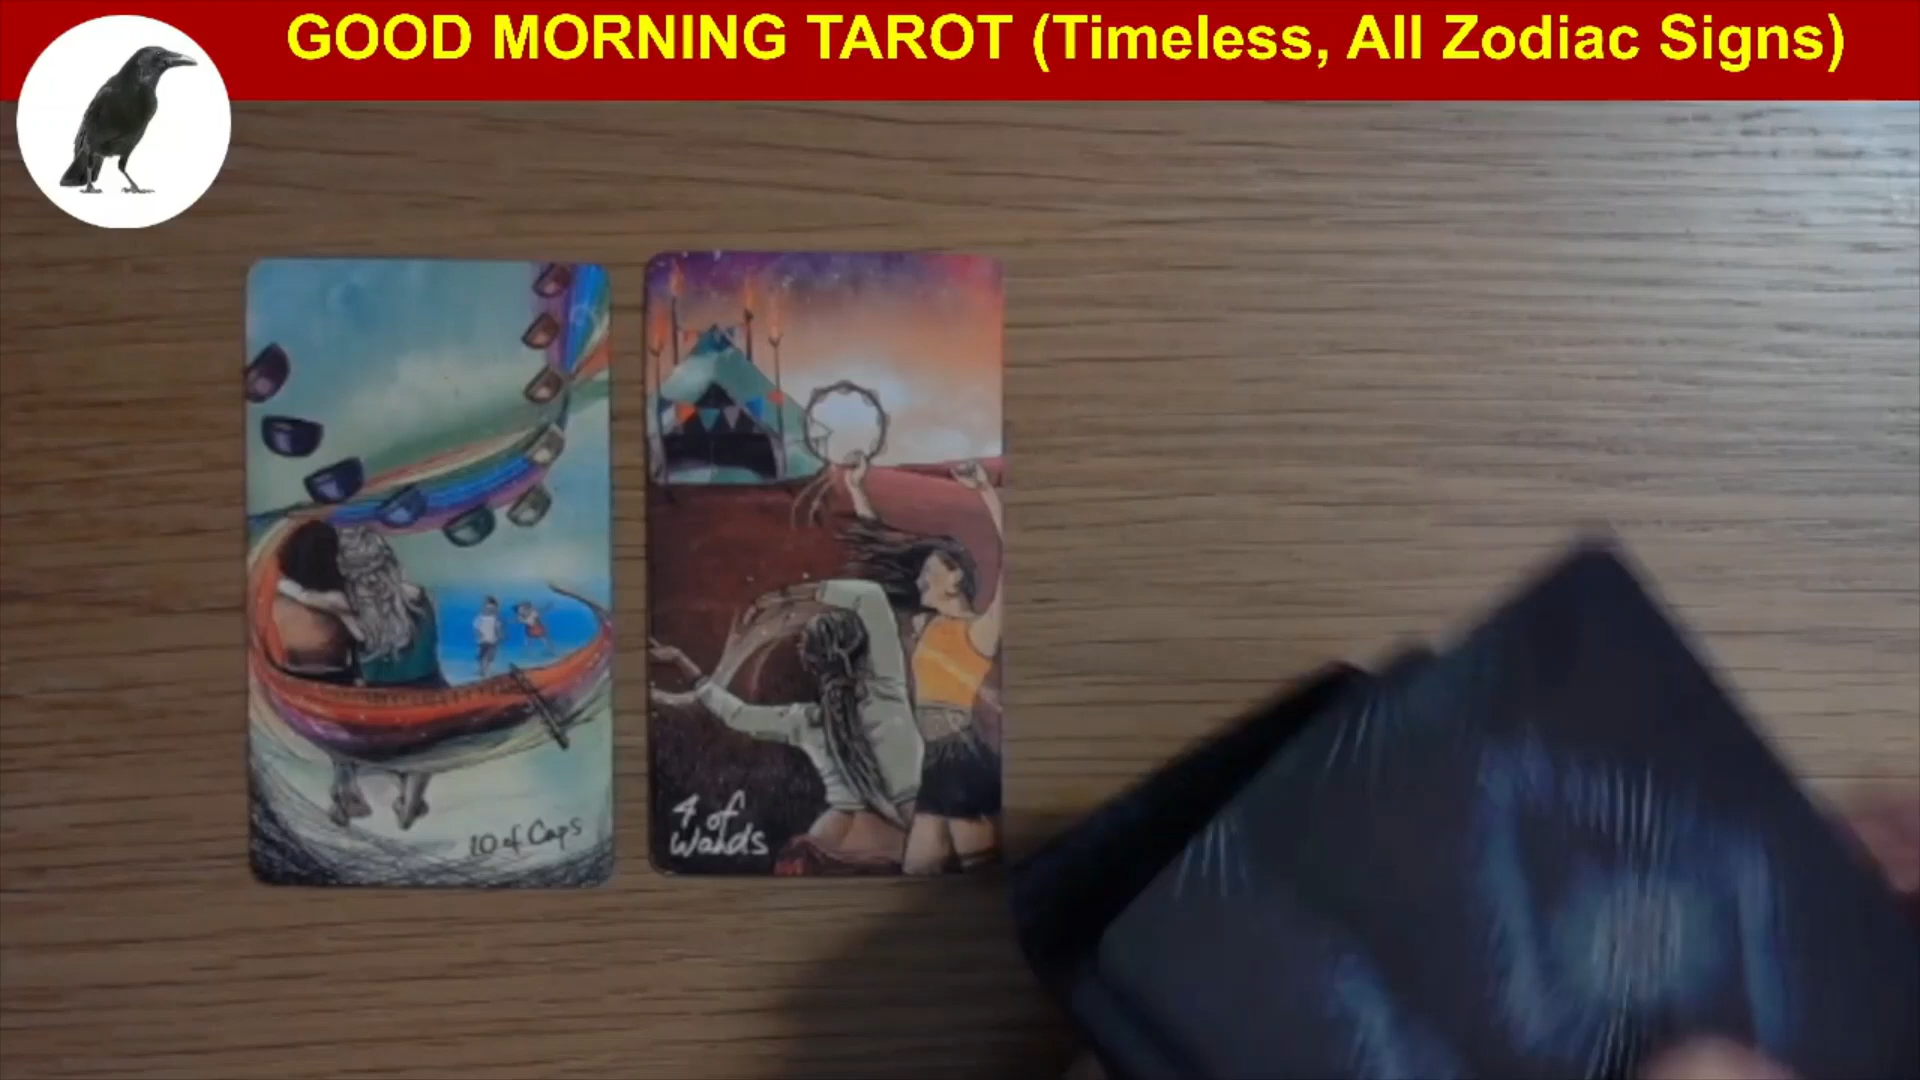 GOOD MORNING TAROT (Timeless, All Zodiac Signs)
10 of Cups
4 of
Wands